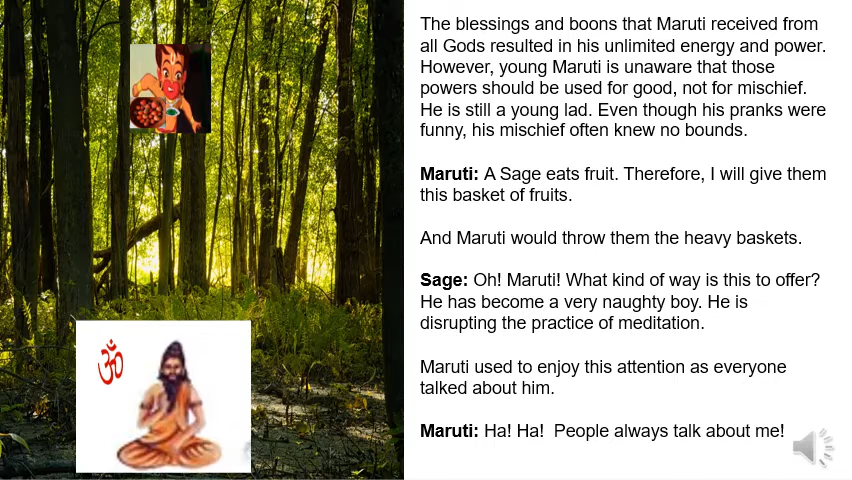 The blessings and boons that Maruti received from
all Gods resulted in his unlimited energy and power.
However, young Maruti is unaware that those
powers should be used for good, not for mischief.
He is still a young lad. Even though his pranks were
funny, his mischief often knew no bounds.
Maruti: A Sage eats fruit. Therefore, I will give them
this basket of fruits.
And Maruti would throw them the heavy baskets.
Sage: Oh! Maruti! What kind of way is this to offer?
He has become a very naughty boy. He is
disrupting the practice of meditation.
Maruti used to enjoy this attention as everyone
talked about him.
Maruti: Ha! Ha!  People always talk about me!
ॐ